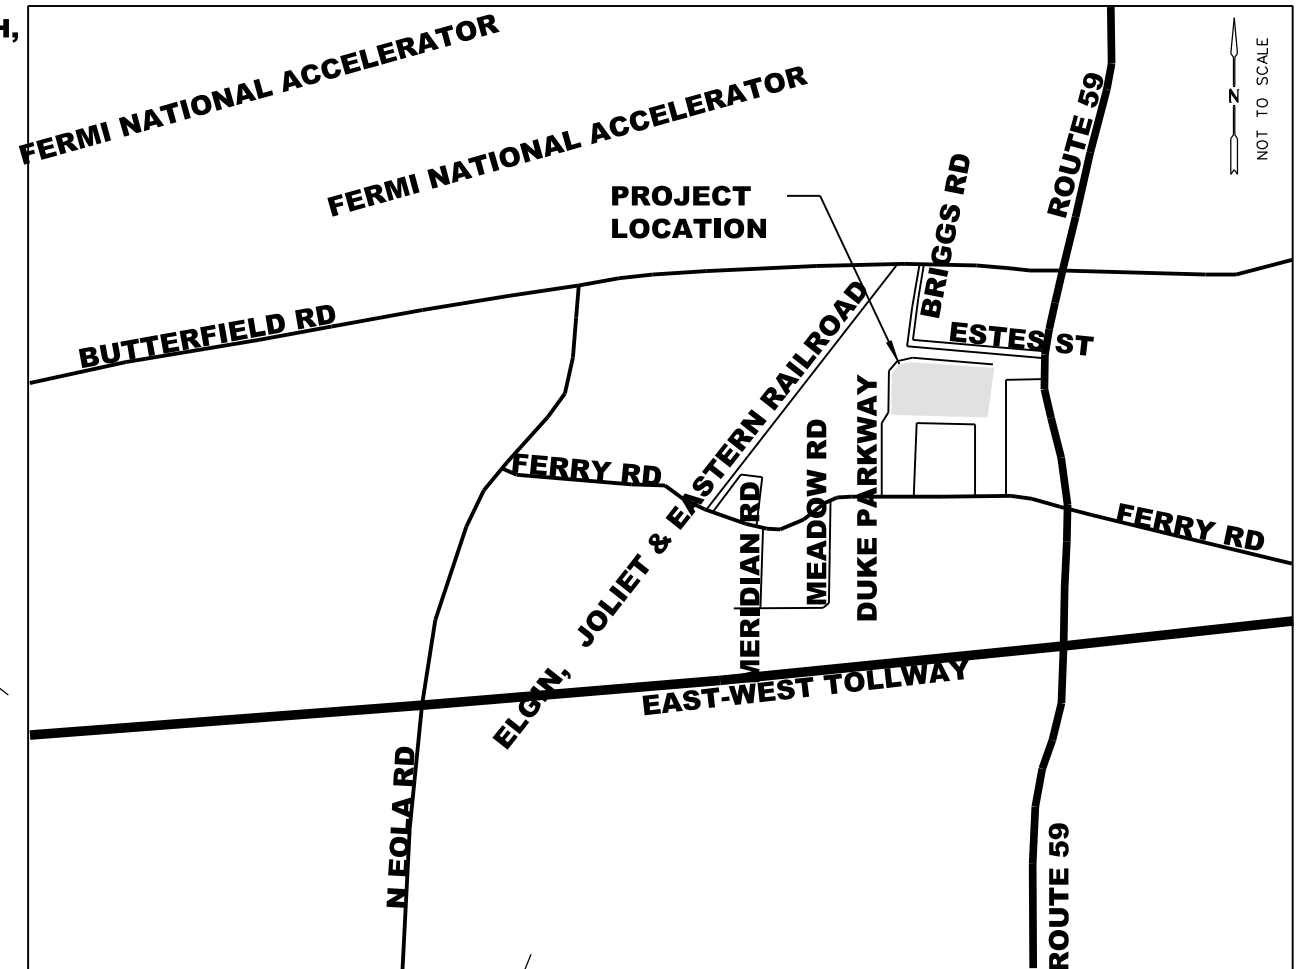 H,
FERMI NATIONAL ACCELERATOR
FERMI NATIONAL ACCELERATOR
ROUTE 59
N
NOT TO SCALE
PROJECT
LOCATION
BRIGGS RD
BUTTERFIELD RD
ESTES ST
ELGIN, JOLIET & EASTERN RAILROAD
FERRY RD
MERIDIAN RD
MEADOW RD
DUKE PARKWAY
FERRY RD
EAST-WEST TOLLWAY
N EOLA RD
ROUTE 59